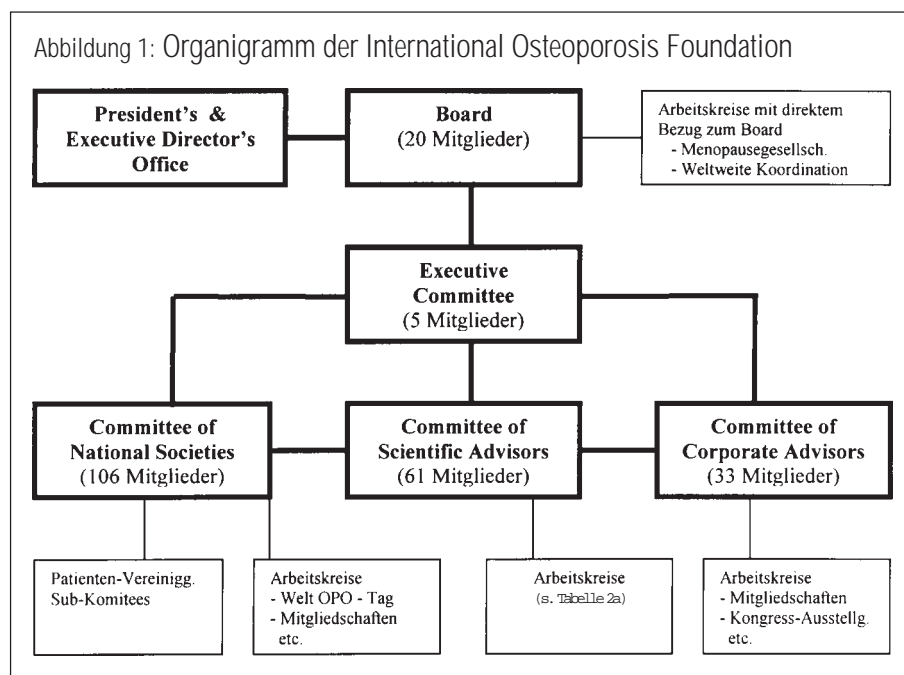 Abbildung 1: Organigramm der International Osteoporosis Foundation
President's & Executive Director's Office
Board
(20 Mitglieder)
Arbeitskreise mit direktem
Bezug zum Board
- Menopausegesellsch.
- Weltweite Koordination
Executive
Committee
(5 Mitglieder)
Committee of
National Societies
(106 Mitglieder)
Committee of
Scientific Advisors
(61 Mitglieder)
Committee of
Corporate Advisors
(33 Mitglieder)
Patienten-Vereinigg.
Sub-Komitees
Arbeitskreise
- Welt OPO - Tag
- Mitgliedschaften
etc.
Arbeitskreise
(s. Tabelle 2a)
Arbeitskreise
- Mitgliedschaften
- Kongress-Ausstellg.
etc.